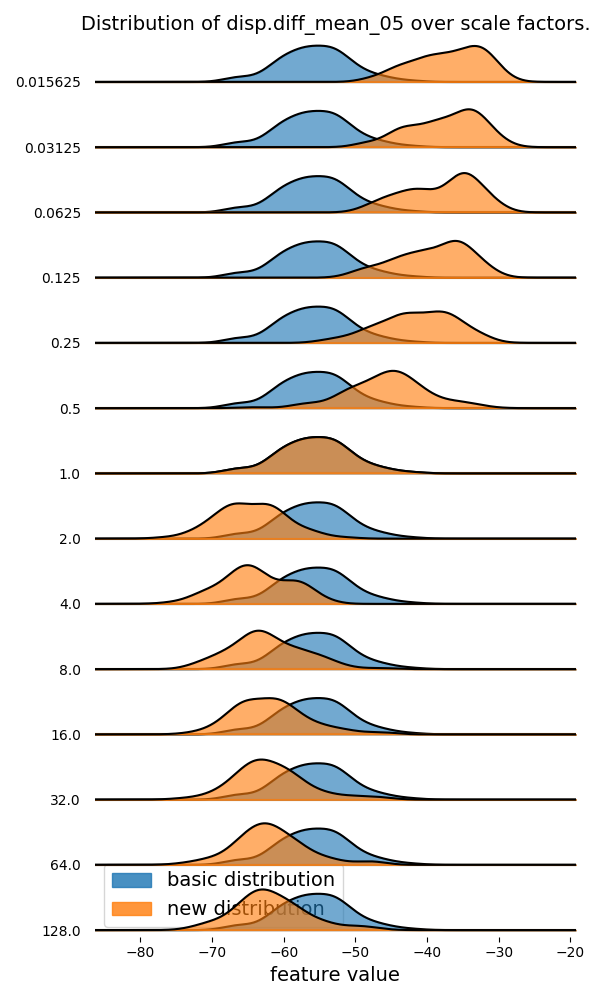 Distribution of disp.diff_mean_05 over scale factors.
0.015625
0.03125
0.0625
0.125
0.25
0.5
1.0
2.0
4.0
8.0
16.0
32.0
64.0
basic distribution
new distribution
128.0
−80 −70 −60 −50 −40 −30 −20
feature value